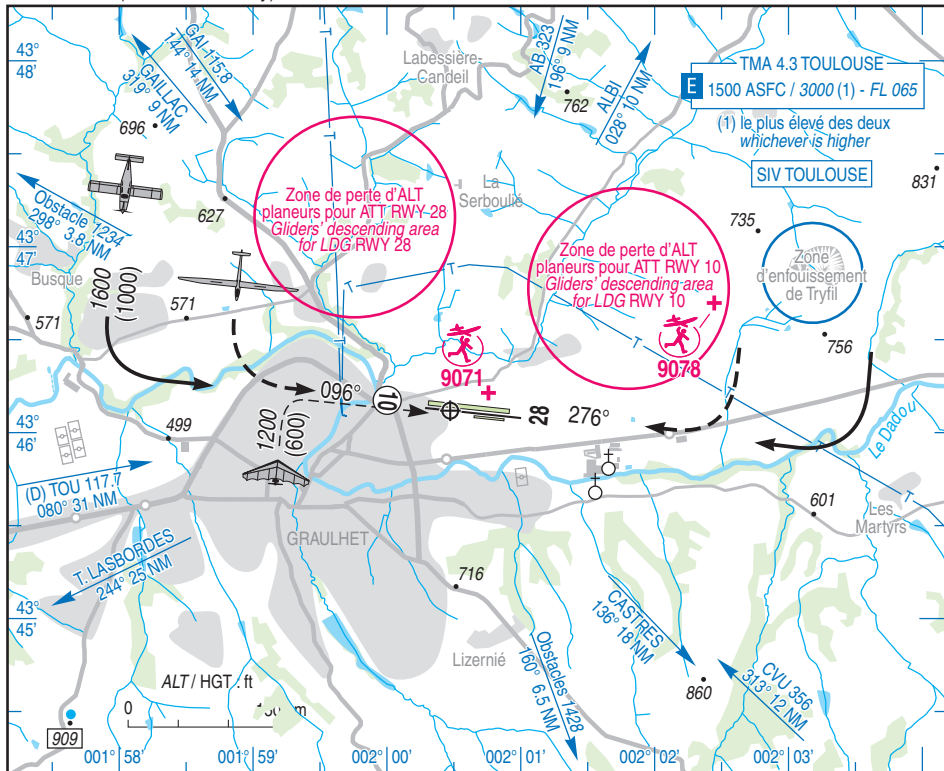 43°
48'
GAI 115.8
144° 14 NM
GAILLAC
319° 9 NM
Labessière-
Candeil
AB 323
196° 9 NM
ALBI
028° 10 NM
762
TMA 4.3 TOULOUSE
E 1500 ASFC / 3000 (1) - FL 065
(1) le plus élevé des deux
whichever is higher
SIV TOULOUSE
696
831
T
T
Zone de perte d'ALT
planeurs pour ATT RWY 28
Gliders' descending area
for LDG RWY 28
La
Serboulié
627
Obstacle 1234
298° 3.8 NM
43°
47'
735
Zone de perte d'ALT
planeurs pour ATT RWY 10
Gliders' descending area
for LDG RWY 10
Zone
d'enfouissement
de Tryfil
T
T
T
Busque
1600
(1000)
571
571
756
9071
9078
096°
10
28
276°
1200
(600)
43°
46'
499
Le Dadou
(D) TOU 117.7
080° 31 NM
T
601
Les
Martyrs
GRAULHET
T. LASBORDES
244° 25 NM
716
43°
45'
Lizernié
CASTRES
136° 18 NM
Obstacles 1428
160° 6.5 NM
CVU 356
313° 12 NM
860
ALT / HGT : ft
0
909
001° 58'
001° 59'
002° 00'
002° 01'
002° 02'
002° 03'